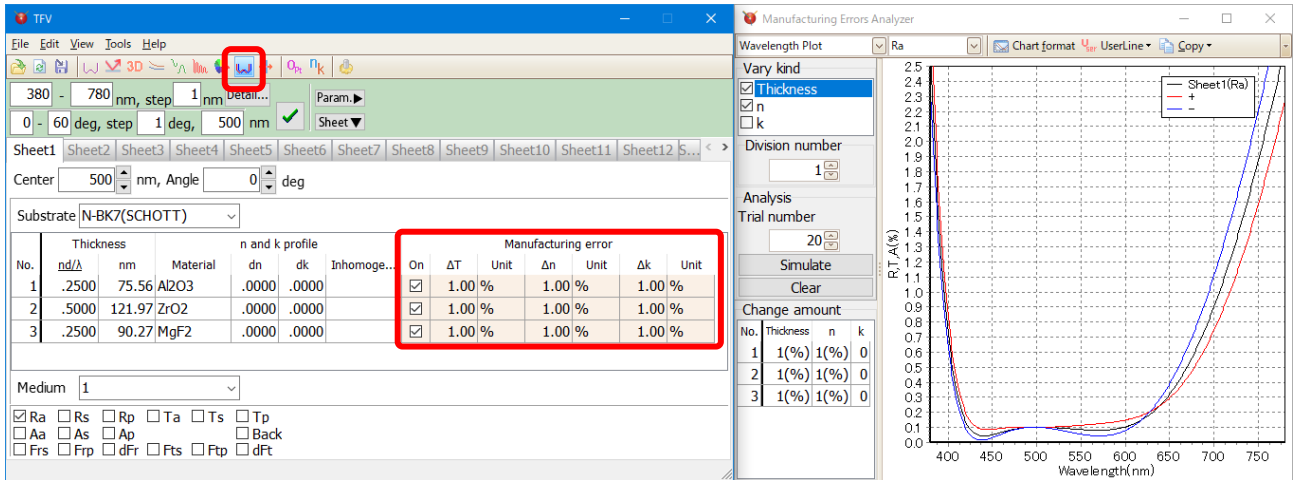 TFV
File Edit View Tools Help
3D Opt nk
380 - 780 nm, step 1 nm Detail... Param.▶
0 - 60 deg, step 1 deg, 500 nm Sheet▼
Sheet1 Sheet2 Sheet3 Sheet4 Sheet5 Sheet6 Sheet7 Sheet8 Sheet9 Sheet10 Sheet11 Sheet12 S...
Center 500 nm, Angle 0 deg
Substrate N-BK7(SCHOTT)
Thickness n and k profile Manufacturing error
No. nd/λ nm Material dn dk Inhomoge... On ΔT Unit Δn Unit Δk Unit
1 .2500 75.56 Al2O3 .0000 .0000 1.00 % 1.00 % 1.00 %
2 .5000 121.97 ZrO2 .0000 .0000 1.00 % 1.00 % 1.00 %
3 .2500 90.27 MgF2 .0000 .0000 1.00 % 1.00 % 1.00 %
Medium 1
Ra Rs Rp Ta Ts Tp
Aa As Ap Back
Frs Frp dFr Fts Ftp dFt
Manufacturing Errors Analyzer
Wavelength Plot Ra Chart format User UserLine Copy
Vary kind
Thickness
n
k
Division number
1
Analysis
Trial number
20
Simulate
Clear
Change amount
No. Thickness n k
1 1(%) 1(%) 0
2 1(%) 1(%) 0
3 1(%) 1(%) 0
R,T,A(%)
2.5
2.4
2.3
2.2
2.1
2.0
1.9
1.8
1.7
1.6
1.5
1.4
1.3
1.2
1.1
1.0
0.9
0.8
0.7
0.6
0.5
0.4
0.3
0.2
0.1
0.0
Sheet1(Ra)
+
-
400 450 500 550 600 650 700 750
Wavelength(nm)